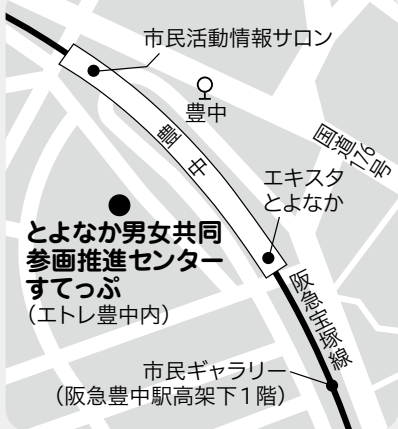 市民活動情報サロン
豊中
国道176号
豊中
エキスタ
とよなか
とよなか男女共同
参画推進センター
すてっぷ
(エトレ豊中内)
阪急宝塚線
市民ギャラリー
(阪急豊中駅高架下1階)